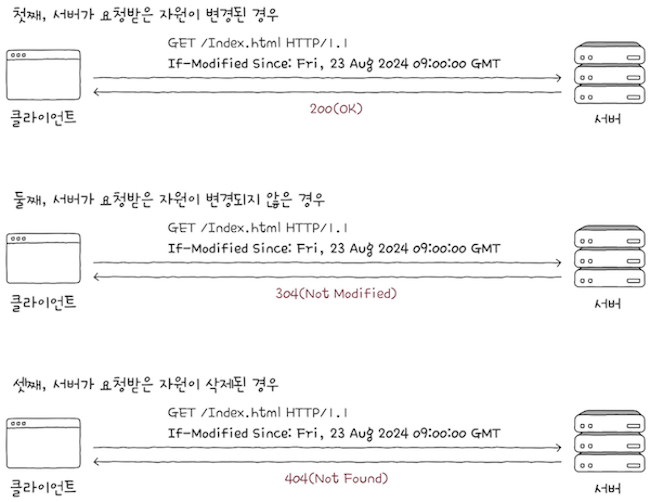 첫째, 서버가 요청받은 자원이 변경된 경우
GET /Index.html HTTP/1.1
If-Modified Since: Fri, 23 Aug 2024 09:00:00 GMT
200(OK)
클라이언트
서버
둘째, 서버가 요청받은 자원이 변경되지 않은 경우
GET /Index.html HTTP/1.1
If-Modified Since: Fri, 23 Aug 2024 09:00:00 GMT
304(Not Modified)
클라이언트
서버
셋째, 서버가 요청받은 자원이 삭제된 경우
GET /Index.html HTTP/1.1
If-Modified Since: Fri, 23 Aug 2024 09:00:00 GMT
404(Not Found)
클라이언트
서버